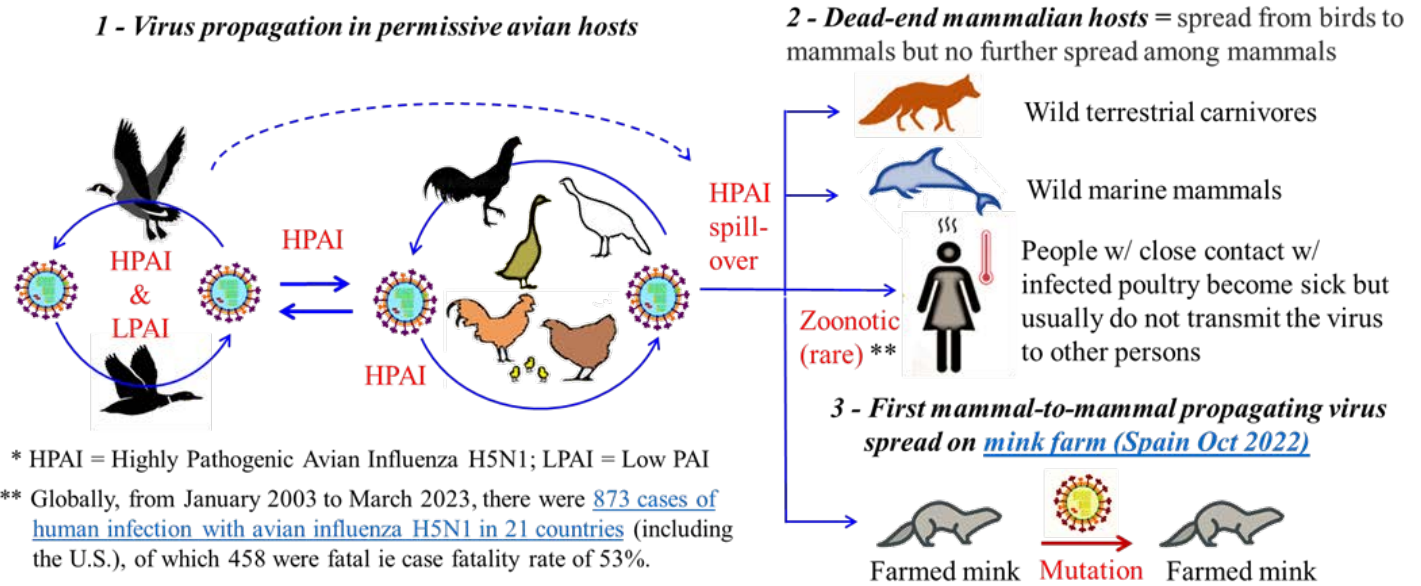 1 - Virus propagation in permissive avian hosts
HPAI
&
LPAI
HPAI
HPAI
* HPAI = Highly Pathogenic Avian Influenza H5N1; LPAI = Low PAI
** Globally, from January 2003 to March 2023, there were 873 cases of
human infection with avian influenza H5N1 in 21 countries (including
the U.S.), of which 458 were fatal ie case fatality rate of 53%.
HPAI
spill-
over
2 - Dead-end mammalian hosts = spread from birds to
mammals but no further spread among mammals
Wild terrestrial carnivores
Wild marine mammals
Zoonotic
(rare) **
People w/ close contact w/
infected poultry become sick but
usually do not transmit the virus
to other persons
3 - First mammal-to-mammal propagating virus
spread on mink farm (Spain Oct 2022)
Farmed mink
Mutation
Farmed mink